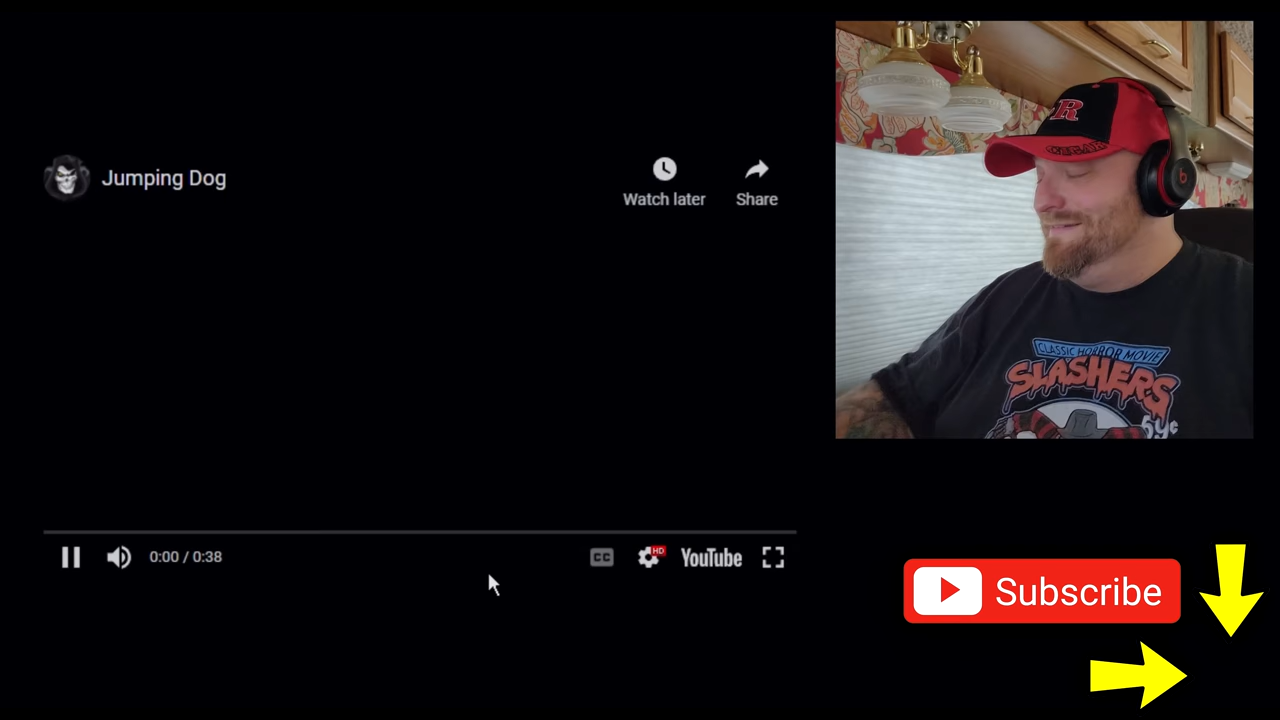 Jumping Dog
Watch later
Share
R
CLASSIC HORROR MOVIE
SLASHERS
0:00 / 0:38
CC
HD
YouTube
Subscribe